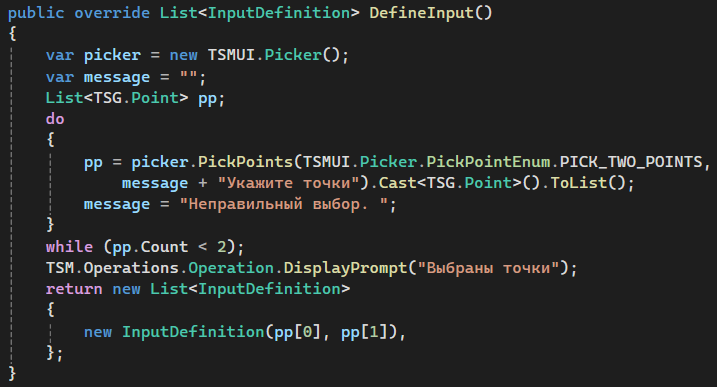 public override List<InputDefinition> DefineInput()
{
var picker = new TSMUI.Picker();
var message = "";
List<TSG.Point> pp;
do
{
pp = picker.PickPoints(TSMUI.Picker.PickPointEnum.PICK_TWO_POINTS,
message + "Укажите точки").Cast<TSG.Point>().ToList();
message = "Неправильный выбор. ";
}
while (pp.Count < 2);
TSM.Operations.Operation.DisplayPrompt("Выбраны точки");
return new List<InputDefinition>
{
new InputDefinition(pp[0], pp[1]),
};
}